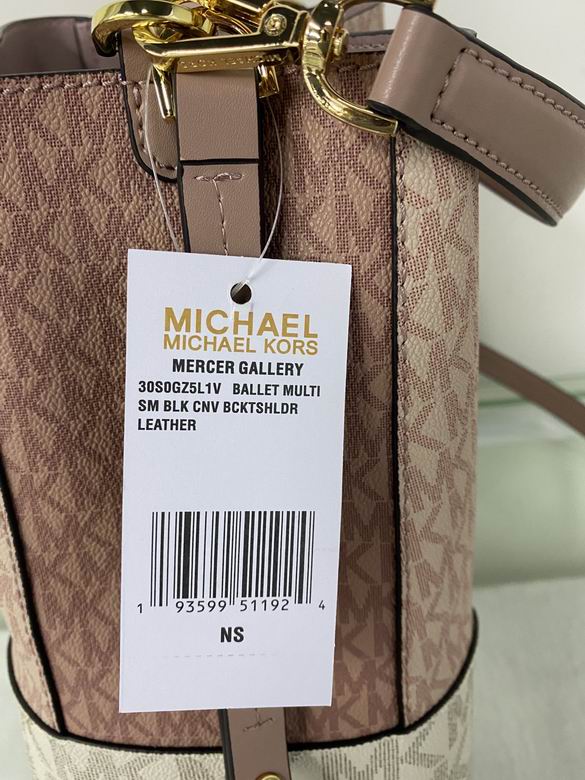 MICHAEL
MICHAEL KORS
MERCER GALLERY
30S0GZ5L1V BALLET MULTI
SM BLK CNV BCKTSHLDR
LEATHER
1 93599 51192 4
NS